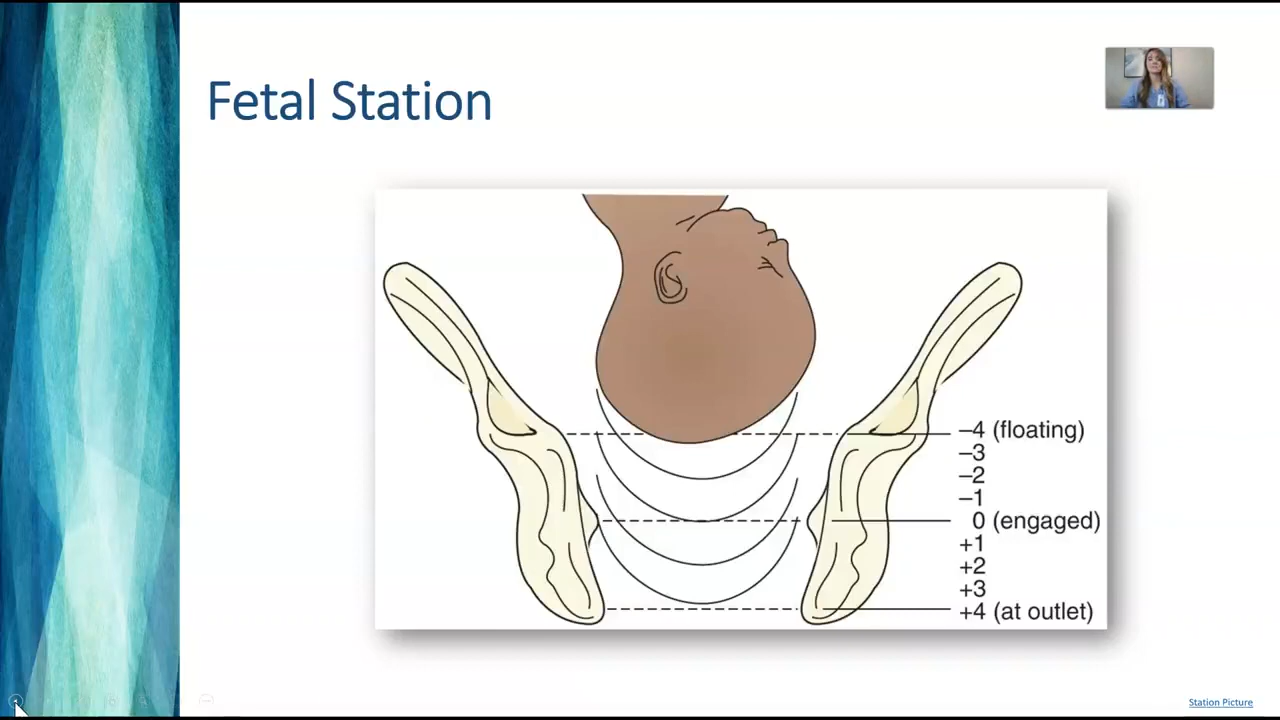 Fetal Station
–4 (floating)
–3
–2
–1
0 (engaged)
+1
+2
+3
+4 (at outlet)
Station Picture